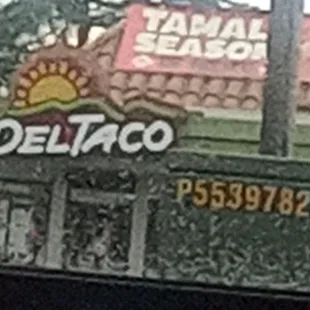 TAMAL
SEASON
DEL TACO
P5539782